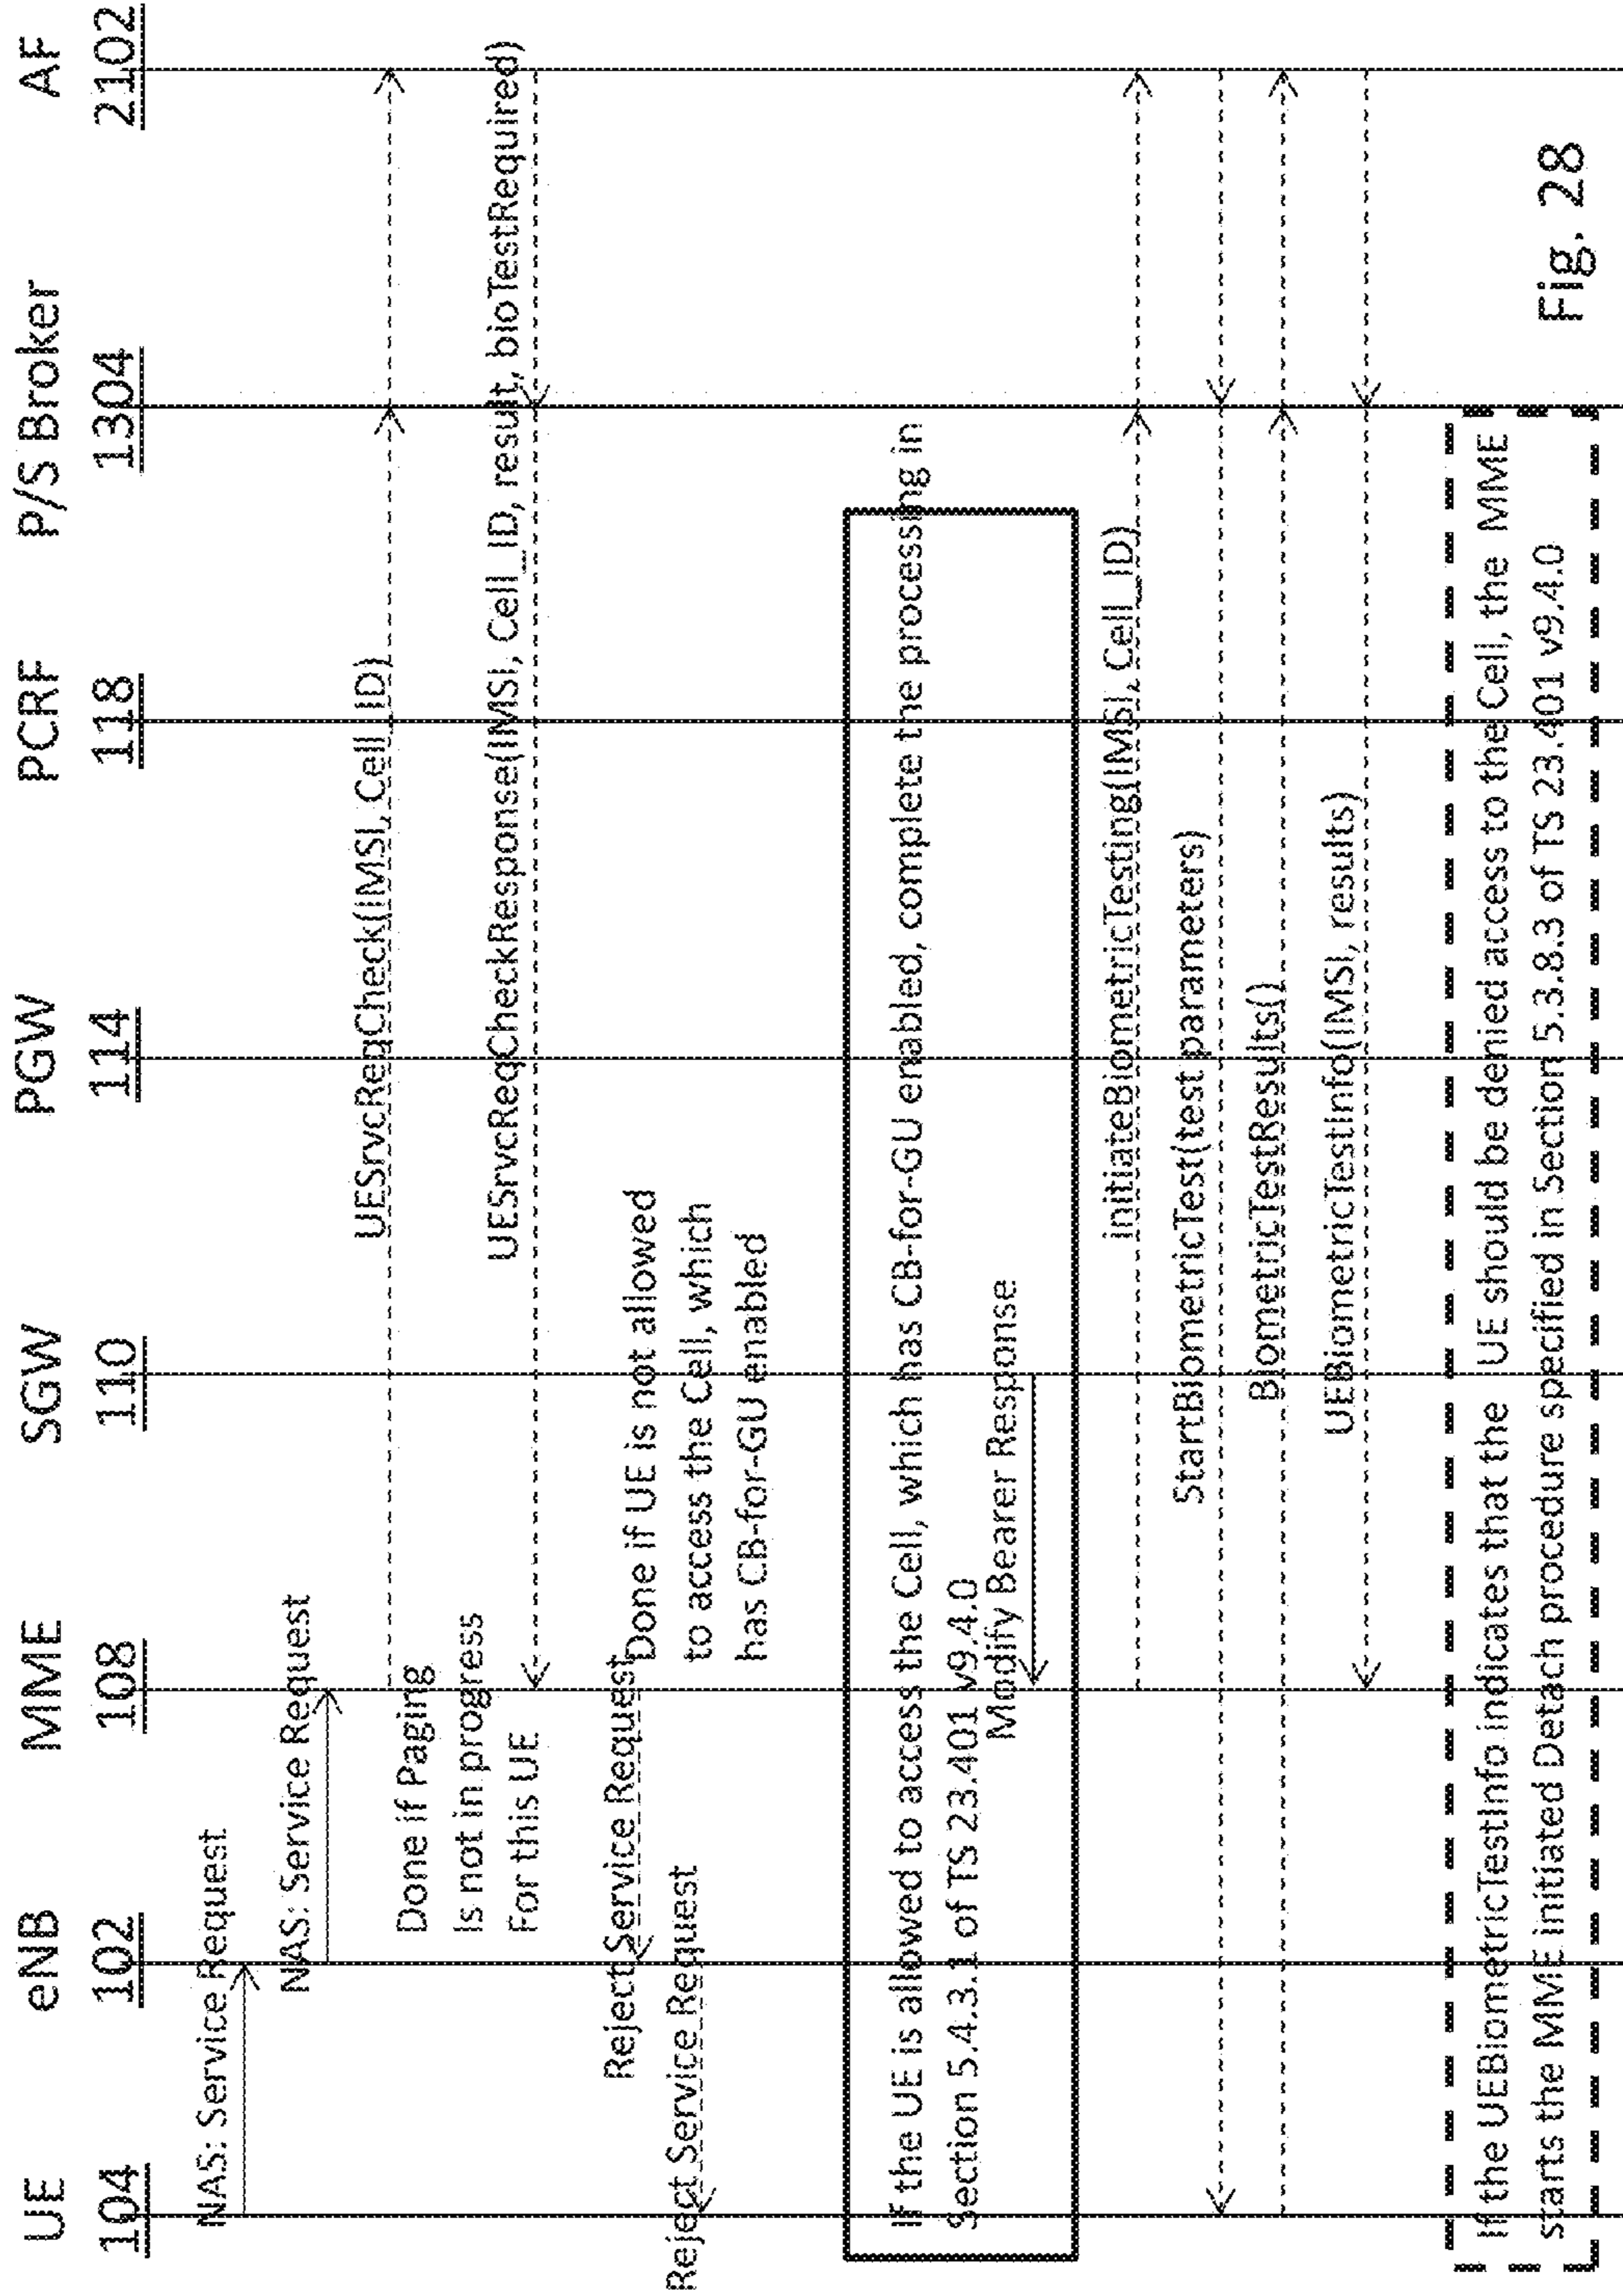 UE
eNB
MME
SGW
PGW
PCRF
P/S Broker
AF
104
102
108
110
114
118
1304
2102
NAS: Service Request
NAS: Service Request
UESrvcReqCheck(IMSI, Cell_ID)
Done if Paging
Is not in progress
For this UE
UESrvcReqCheckResponse(IMSI, Cell_ID, result, bioTestRequired)
Reject Service Request
Done if UE is not allowed
to access the Cell, which
has CB-for-GU enabled
Reject Service Request
If the UE is allowed to access the Cell, which has CB-for-GU enabled, complete the processing in
Section 5.4.3.1 of TS 23.401 v9.4.0
Modify Bearer Response
InitiateBiometricTesting(IMSI, Cell_ID)
StartBiometricTest(test parameters)
BiometricTestResults()
UEBiometricTestInfo(IMSI, results)
If the UEBiometricTestInfo indicates that the UE should be denied access to the Cell, the MME
starts the MME Initiated Detach procedure specified in Section 5.3.8.3 of TS 23.401 v9.4.0
Fig. 28